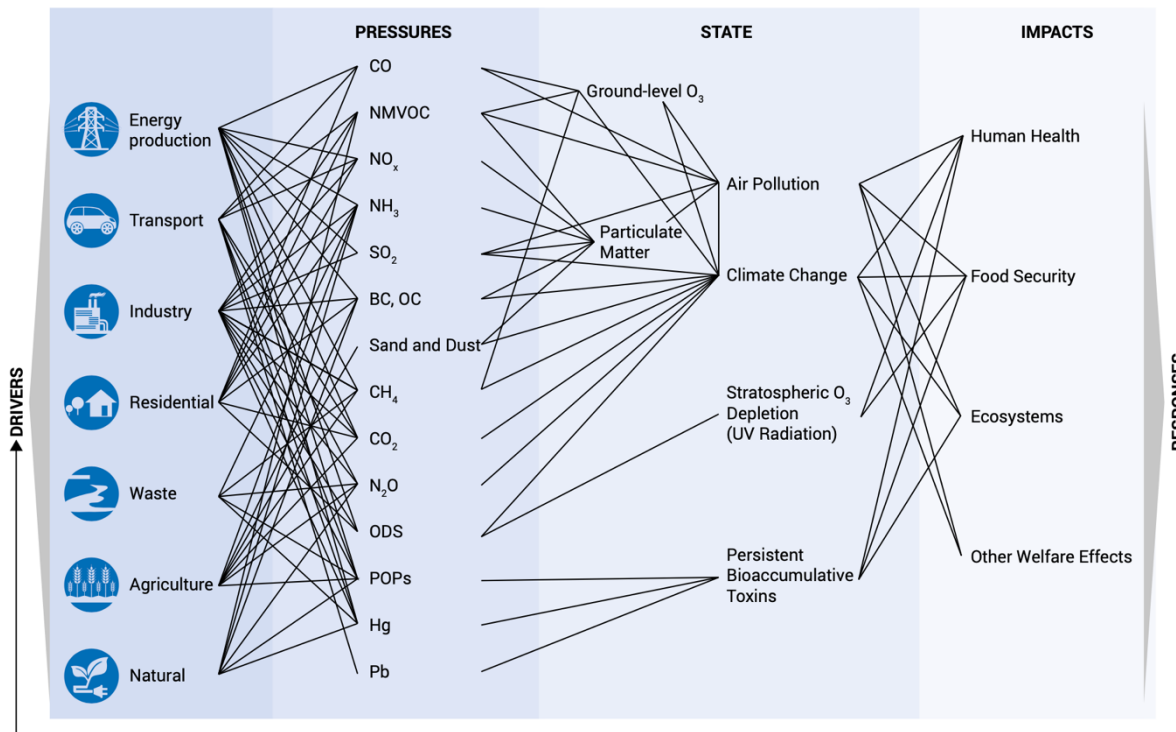 PRESSURES
STATE
IMPACTS
DRIVERS
Energy
production
Transport
Industry
Residential
Waste
Agriculture
Natural
CO
NMVOC
NOₓ
NH₃
SO₂
BC, OC
Sand and Dust
CH₄
CO₂
N₂O
ODS
POPs
Hg
Pb
Ground-level O₃
Air Pollution
Particulate
Matter
Climate Change
Stratospheric O₃
Depletion
(UV Radiation)
Persistent
Bioaccumulative
Toxins
Human Health
Food Security
Ecosystems
Other Welfare Effects